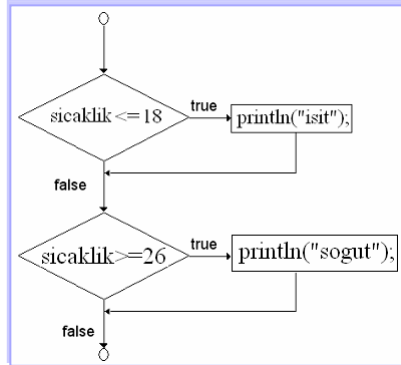 sicaklik<=18
true
println("isit");
false
sicaklik>=26
true
println("sogut");
false